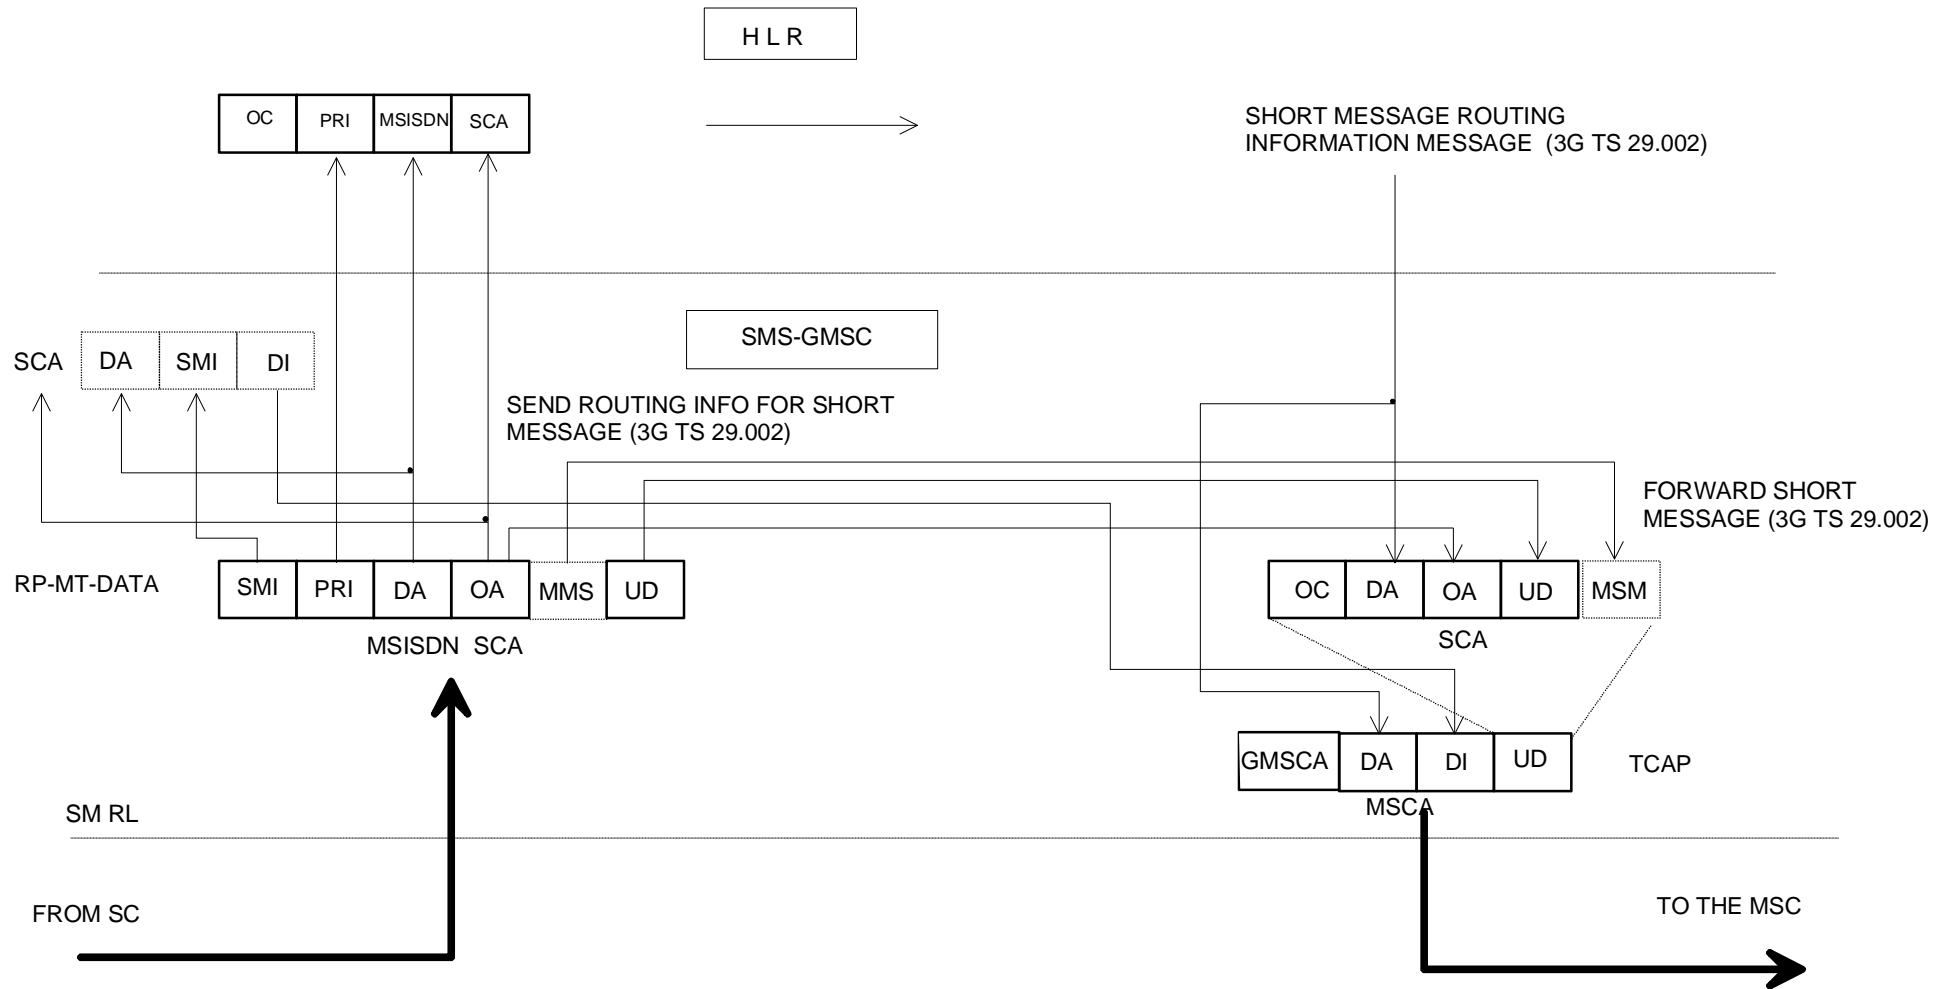 H L R
OC PRI MSISDN SCA
SHORT MESSAGE ROUTING
INFORMATION MESSAGE (3G TS 29.002)
SMS-GMSC
SCA DA SMI DI
SEND ROUTING INFO FOR SHORT
MESSAGE (3G TS 29.002)
FORWARD SHORT
MESSAGE (3G TS 29.002)
RP-MT-DATA SMI PRI DA OA MMS UD
OC DA OA UD MSM
MSISDN SCA
SCA
GMSCA DA DI UD TCAP
MSCA
SM RL
FROM SC
TO THE MSC